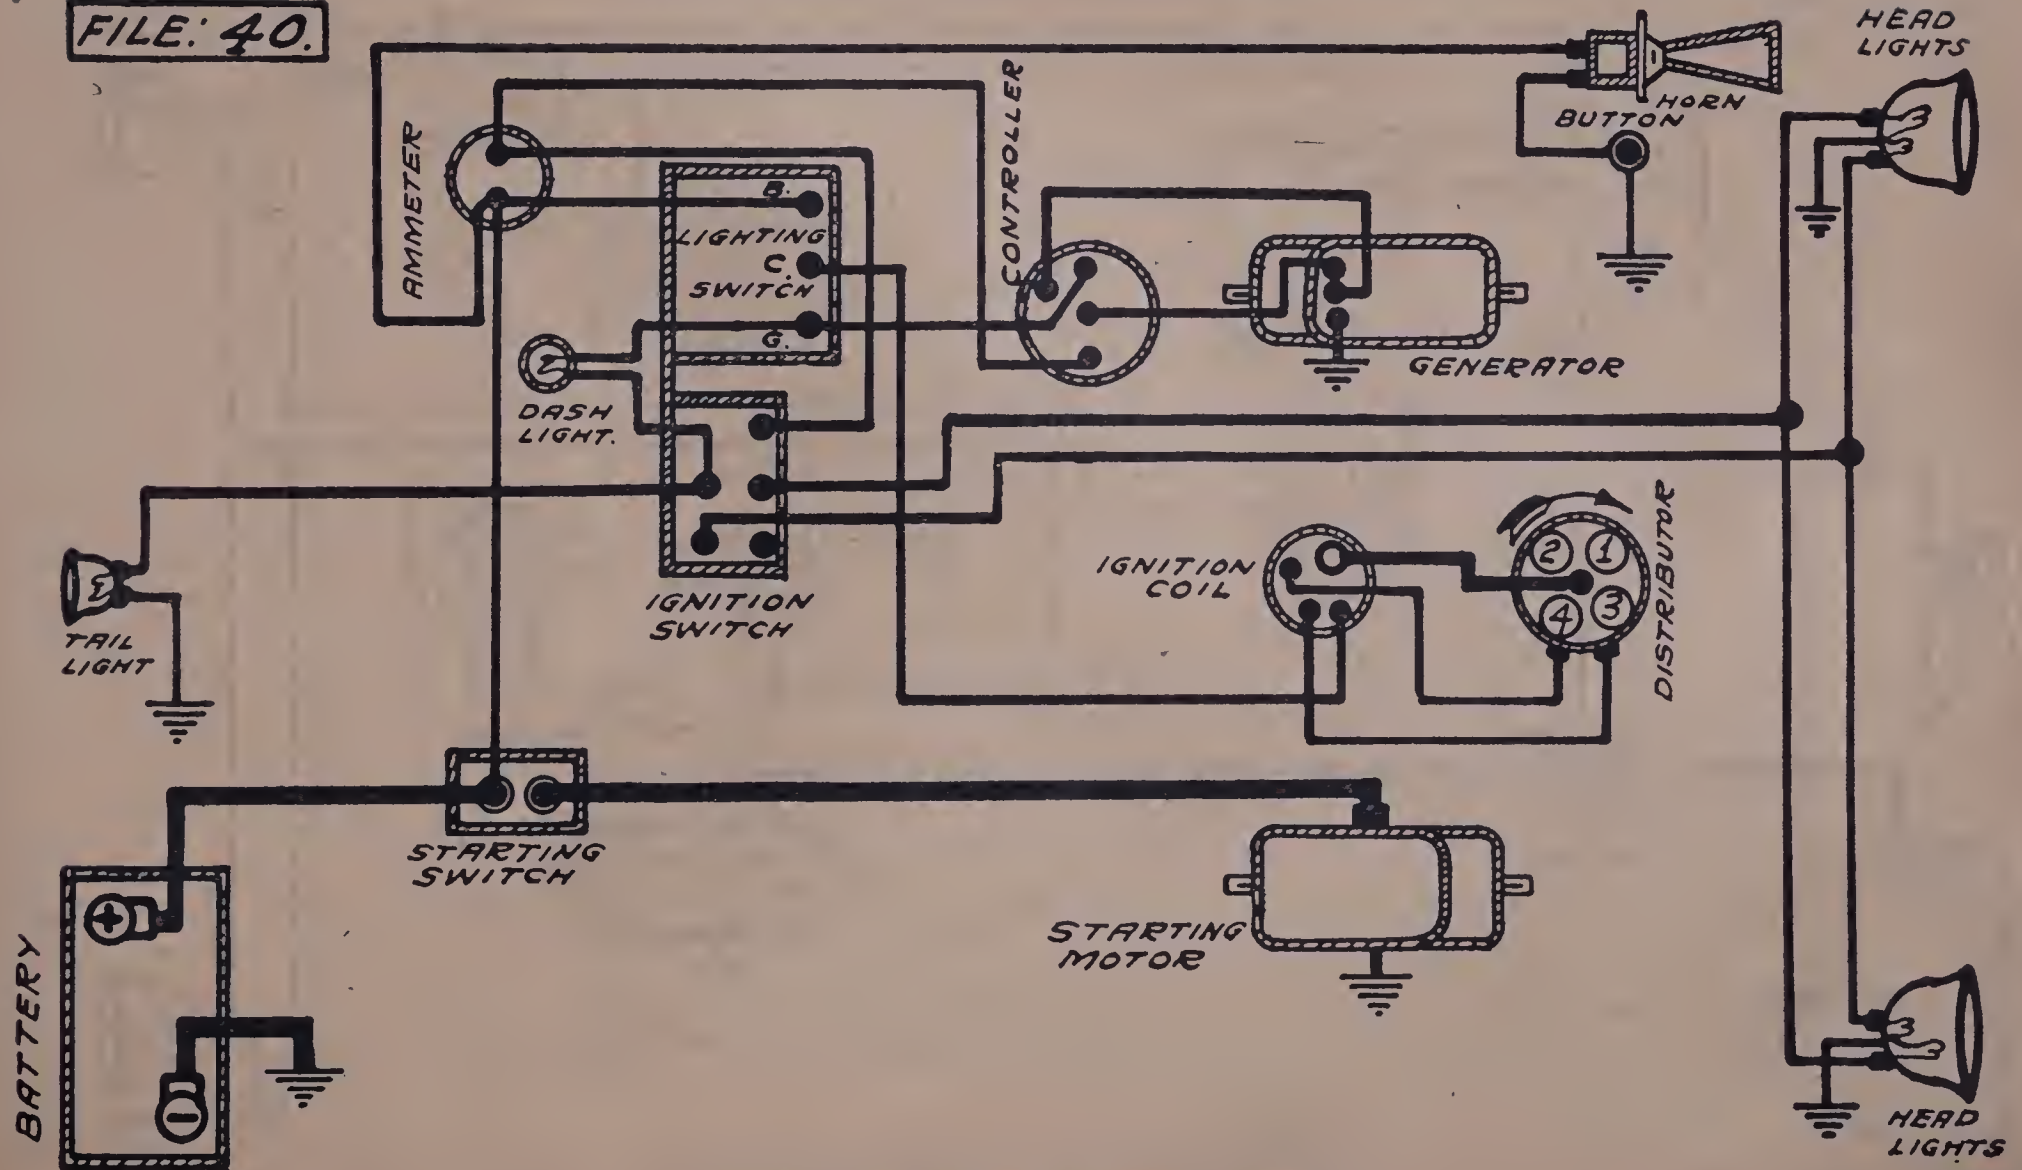 FILE: 40.
HEAD
LIGHTS
HORN
BUTTON
CONTROLLER
AMMETER
B.
LIGHTING
C.
SWITCH
G.
GENERATOR
DASH
LIGHT.
IGNITION
SWITCH
IGNITION
COIL
2 1
4 3
DISTRIBUTOR
TAIL
LIGHT
STARTING
SWITCH
+
BATTERY
-
STARTING
MOTOR
HEAD
LIGHTS